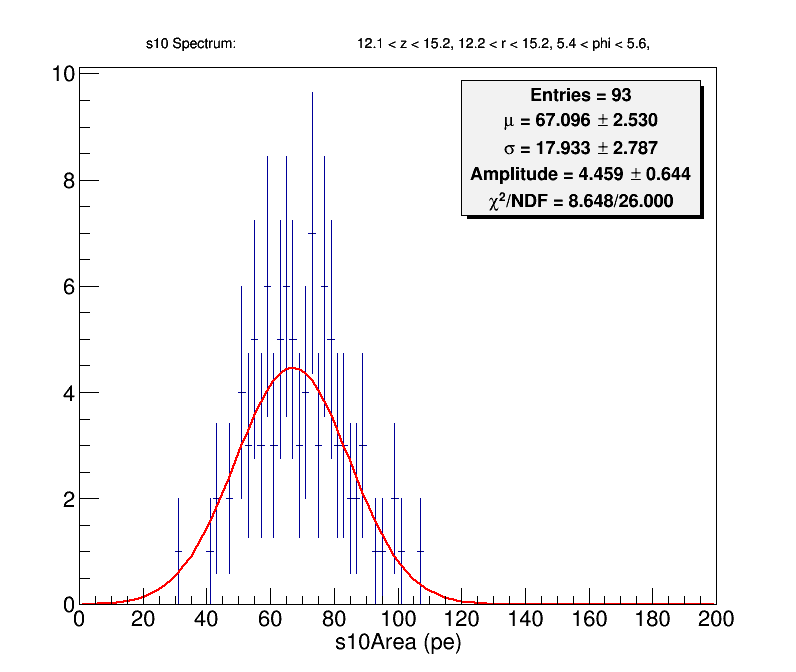 s10 Spectrum: 12.1 < z < 15.2, 12.2 < r < 15.2, 5.4 < phi < 5.6,
Entries = 93
μ = 67.096 ± 2.530
σ = 17.933 ± 2.787
Amplitude = 4.459 ± 0.644
χ²/NDF = 8.648/26.000
10
8
6
4
2
0
0 20 40 60 80 100 120 140 160 180 200
s10Area (pe)